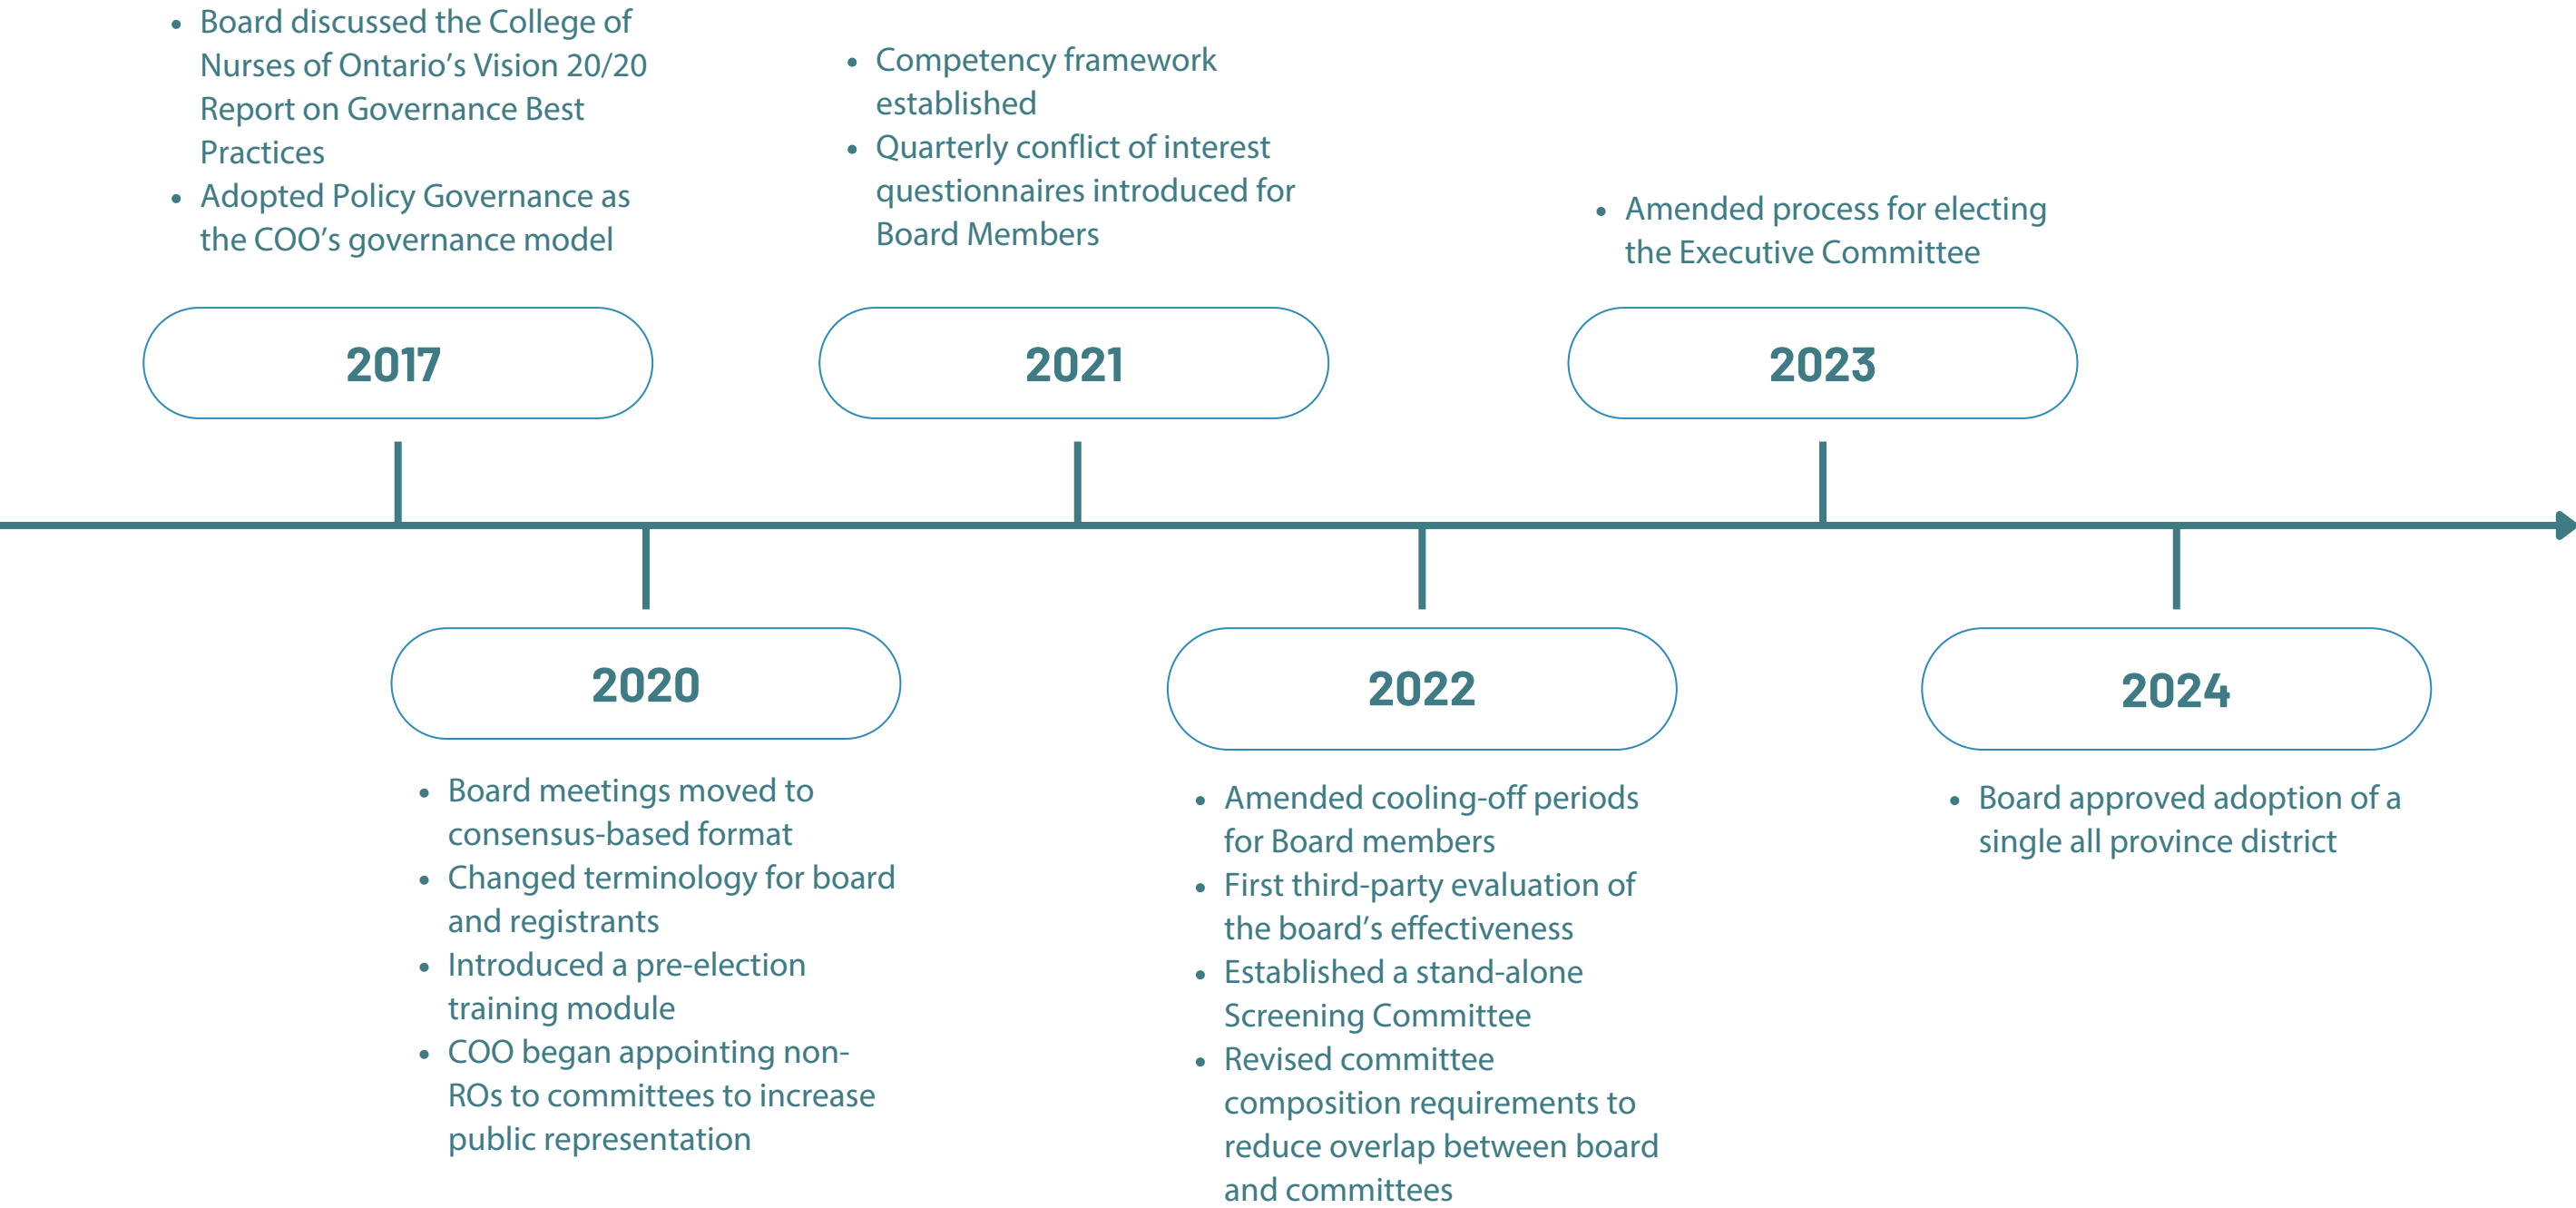 • Board discussed the College of
Nurses of Ontario’s Vision 20/20
Report on Governance Best
Practices
• Adopted Policy Governance as
the COO’s governance model
2017
• Board meetings moved to
consensus-based format
• Changed terminology for board
and registrants
• Introduced a pre-election
training module
• COO began appointing non-
ROs to committees to increase
public representation
2020
• Competency framework
established
• Quarterly conflict of interest
questionnaires introduced for
Board Members
2021
2022
• Amended cooling-off periods
for Board members
• First third-party evaluation of
the board’s effectiveness
• Established a stand-alone
Screening Committee
• Revised committee
composition requirements to
reduce overlap between board
and committees
• Amended process for electing
the Executive Committee
2023
2024
• Board approved adoption of a
single all province district